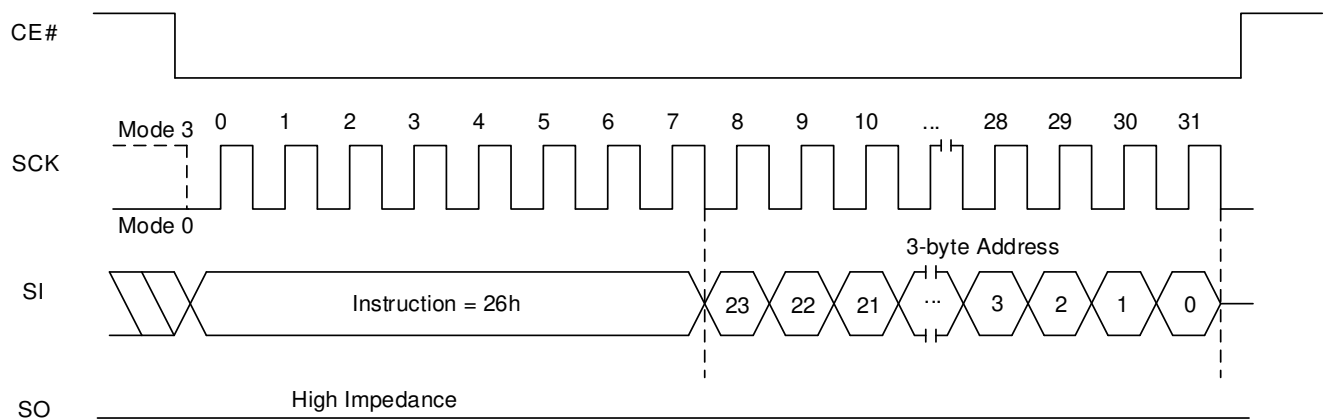 CE#
Mode 3 0 1 2 3 4 5 6 7 8 9 10 ... 28 29 30 31
SCK
Mode 0
3-byte Address
SI Instruction = 26h 23 22 21 ... 3 2 1 0
High Impedance
SO